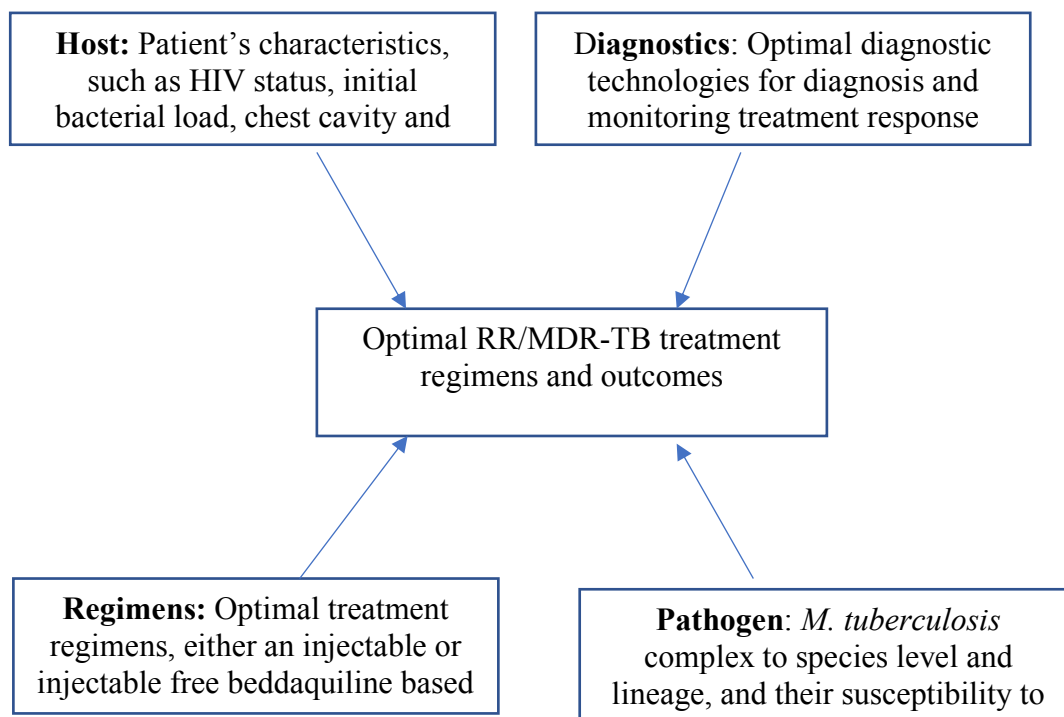 Host: Patient’s characteristics,
such as HIV status, initial
bacterial load, chest cavity and
Diagnostics: Optimal diagnostic
technologies for diagnosis and
monitoring treatment response
Optimal RR/MDR-TB treatment
regimens and outcomes
Regimens: Optimal treatment
regimens, either an injectable or
injectable free beddaquiline based
Pathogen: M. tuberculosis
complex to species level and
lineage, and their susceptibility to